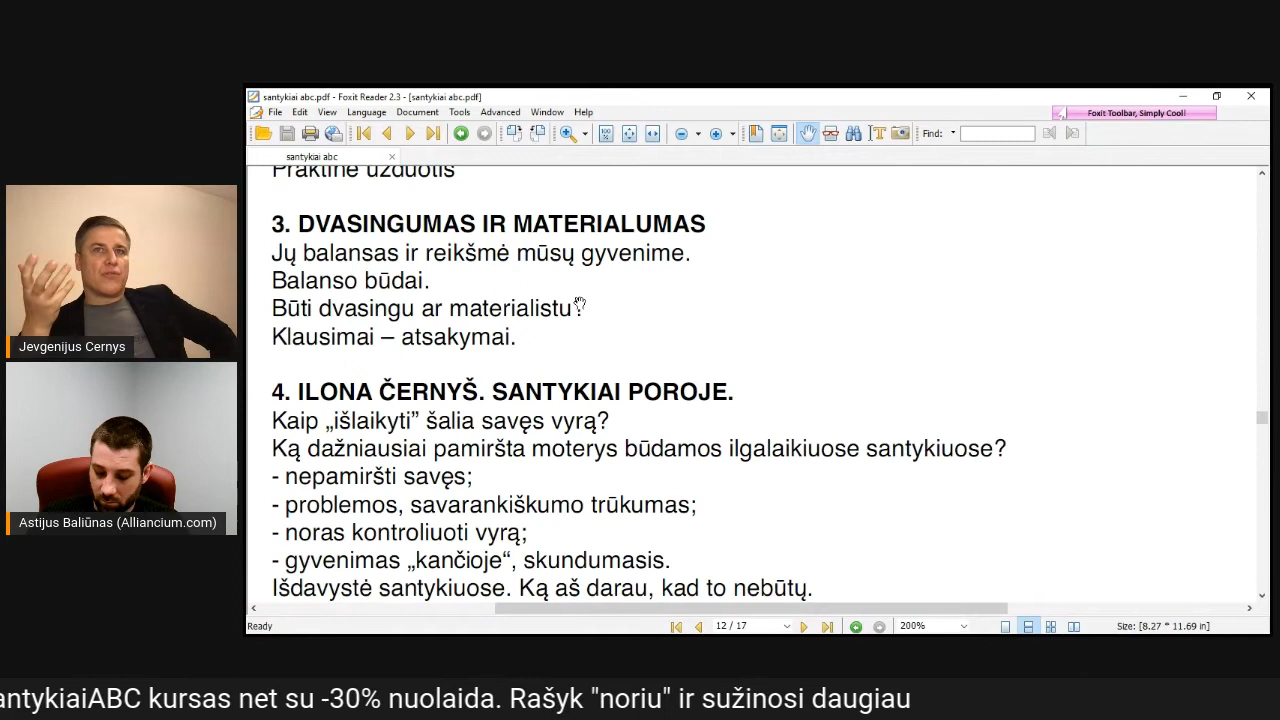 santykiai abc.pdf - Foxit Reader 2.3 - [santykiai abc.pdf]
File Edit View Language Document Tools Advanced Window Help
Foxit Toolbar, Simply Cool!
Find:
santykiai abc
Praktinė užduotis
3. DVASINGUMAS IR MATERIALUMAS
Jų balansas ir reikšmė mūsų gyvenime.
Balanso būdai.
Būti dvasingu ar materialistu?
Klausimai – atsakymai.
4. ILONA ČERNYŠ. SANTYKIAI POROJE.
Kaip „išlaikyti” šalia savęs vyrą?
Ką dažniausiai pamiršta moterys būdamos ilgalaikiuose santykiuose?
- nepamiršti savęs;
- problemos, savarankiškumo trūkumas;
- noras kontroliuoti vyrą;
- gyvenimas „kančioje“, skundumasis.
Išdavystė santykiuose. Ką aš darau, kad to nebūtų.
Ready
12 / 17
200%
Size: [8.27 * 11.69 in]
Jevgenijus Cernys
Astijus Baliūnas (Alliancium.com)
antykiaiABC kursas net su -30% nuolaida. Rašyk "noriu" ir sužinosi daugiau